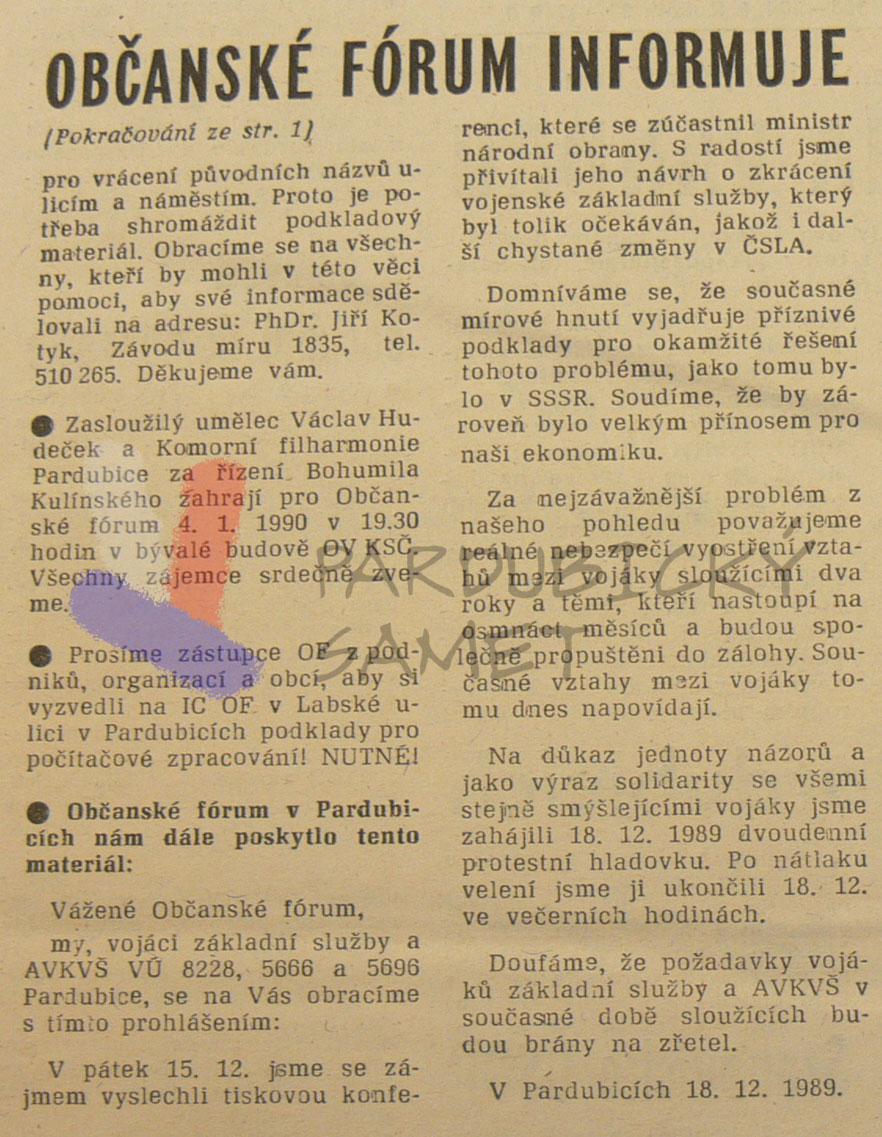 OBČANSKÉ FÓRUM INFORMUJE
(Pokračování ze str. 1)
pro vrácení původních názvů u-
licím a náměstím. Proto je po-
třeba shromáždit podkladový
materiál. Obracíme se na všech-
ny, kteří by mohli v této věci
pomoci, aby své informace sdě-
lovali na adresu: PhDr. Jiří Ko-
tyk, Závodu míru 1835, tel.
510 265. Děkujeme vám.
● Zasloužilý umělec Václav Hu-
deček a Komorní filharmonie
Pardubice za řízení Bohumila
Kulínského zahrají pro Občan-
ské fórum 4. 1. 1990 v 19.30
hodin v bývalé budově OV KSČ.
Všechny zájemce srdečně zve-
me.
● Prosíme zástupce OF z pod-
niků, organizací a obcí, aby si
vyzvedli na IC OF v Labské u-
lici v Pardubicích podklady pro
počítačové zpracování! NUTNÉ!
● Občanské fórum v Pardubi-
cích nám dále poskytlo tento
materiál:
Vážené Občanské fórum,
my, vojáci základní služby a
AVKVŠ VÚ 8228, 5666 a 5696
Pardubice, se na Vás obracíme
s tímto prohlášením:
V pátek 15. 12. jsme se zá-
jmem vyslechli tiskovou konfe-
renci, které se zúčastnil ministr
národní obrany. S radostí jsme
přivítali jeho návrh o zkrácení
vojenské základní služby, který
byl tolik očekáván, jakož i dal-
ší chystané změny v ČSLA.
Domníváme se, že současné
mírové hnutí vyjadřuje příznivé
podklady pro okamžité řešení
tohoto problému, jako tomu by-
lo v SSSR. Soudíme, že by zá-
roveň bylo velkým přínosem pro
naši ekonomiku.
Za nejzávažnější problém z
našeho pohledu považujeme
reálné nebezpečí vyostření vzta-
hů mezi vojáky sloužícími dva
roky a těmi, kteří nastoupí na
osmnáct měsíců a budou spo-
lečně propuštěni do zálohy. Sou-
časné vztahy mezi vojáky to-
mu dnes napovídají.
Na důkaz jednoty názorů a
jako výraz solidarity se všemi
stejně smýšlejícími vojáky jsme
zahájili 18. 12. 1989 dvoudenní
protestní hladovku. Po nátlaku
velení jsme ji ukončili 18. 12.
ve večerních hodinách.
Doufáme, že požadavky vojá-
ků základní služby a AVKVŠ v
současné době sloužících bu-
dou brány na zřetel.
V Pardubicích 18. 12. 1989.
PARDUBICKÝ
SAMET